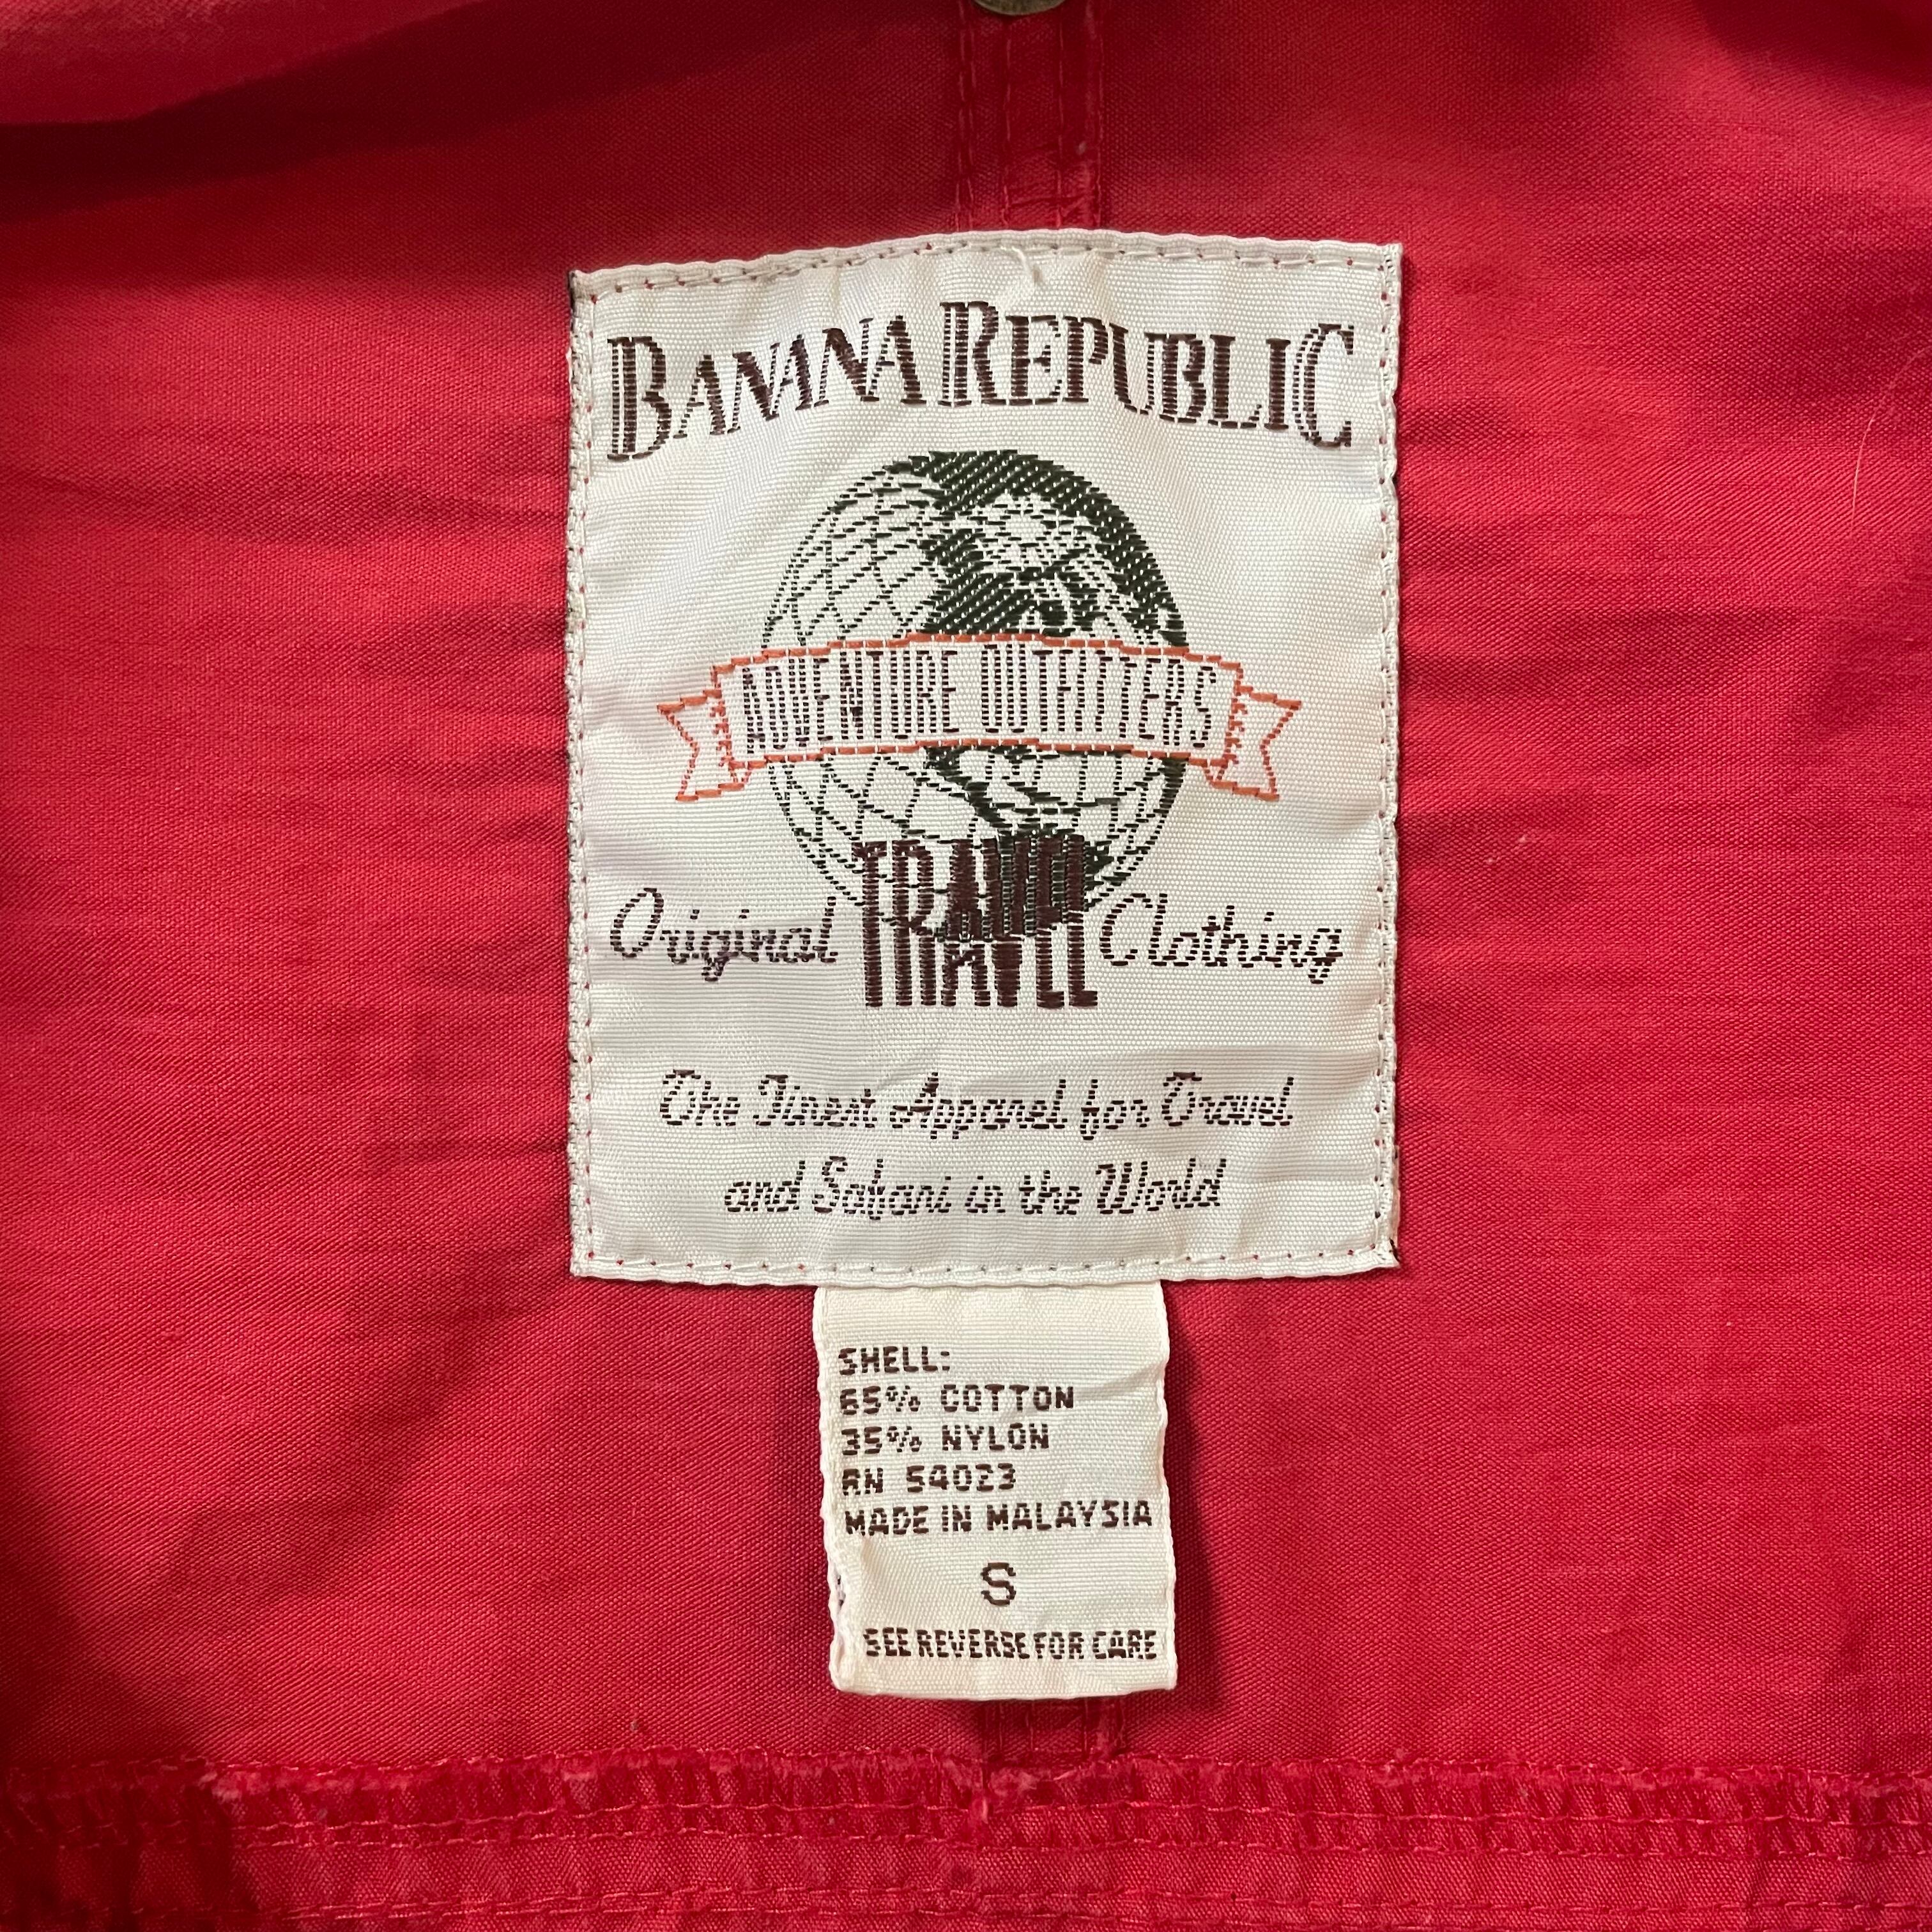 BANANA REPUBLIC
ADVENTURE OUTFITTERS
Original TRAVEL Clothing
The Finest Apparel for Travel
and Safari in the World
SHELL:
65% COTTON
35% NYLON
RN 54023
MADE IN MALAYSIA
S
SEE REVERSE FOR CARE